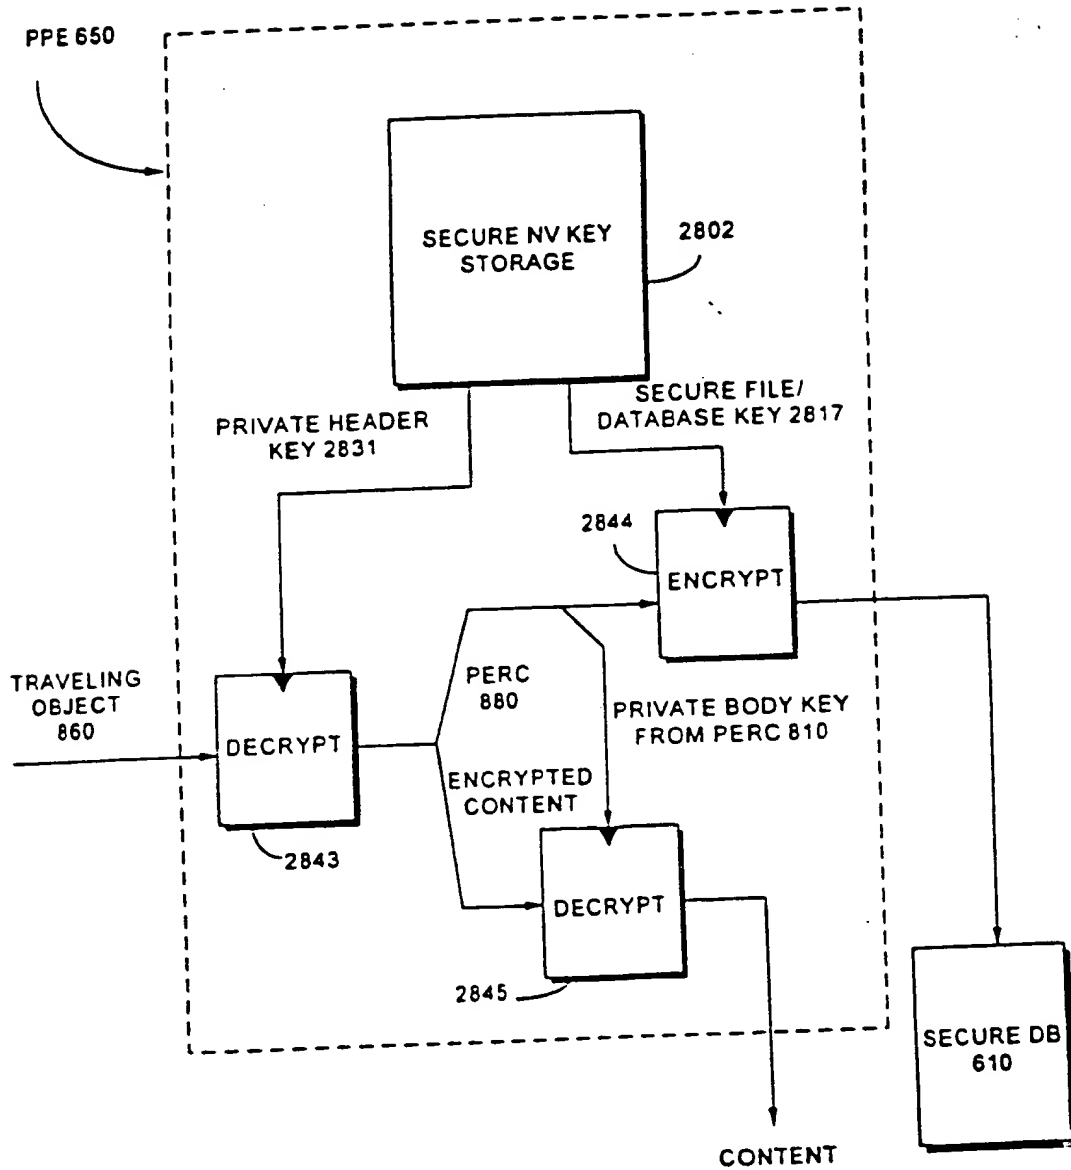 PPE 650
SECURE NV KEY
STORAGE
2802
PRIVATE HEADER
KEY 2831
SECURE FILE/
DATABASE KEY 2817
2844
ENCRYPT
TRAVELING
OBJECT
860
DECRYPT
2843
PERC
880
PRIVATE BODY KEY
FROM PERC 810
ENCRYPTED
CONTENT
DECRYPT
2845
SECURE DB
610
CONTENT